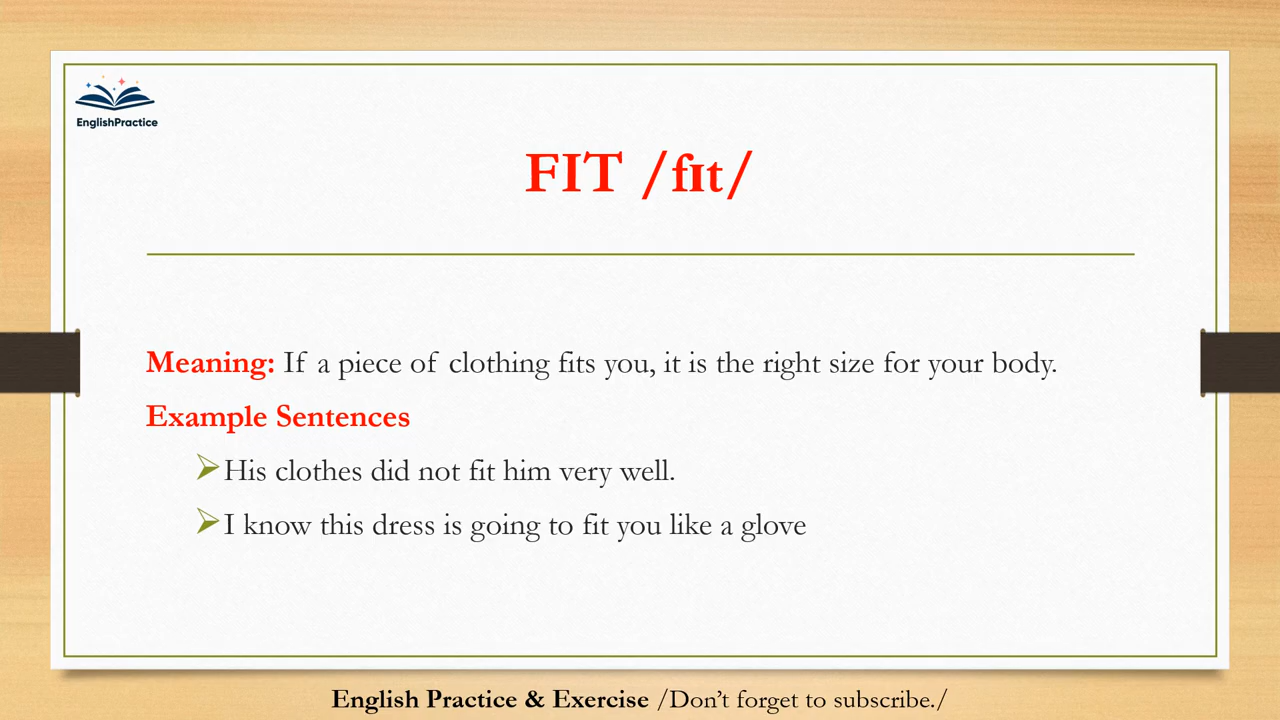 EnglishPractice
FIT /fɪt/
Meaning: If a piece of clothing fits you, it is the right size for your body.
Example Sentences
➢His clothes did not fit him very well.
➢I know this dress is going to fit you like a glove
English Practice & Exercise /Don’t forget to subscribe./